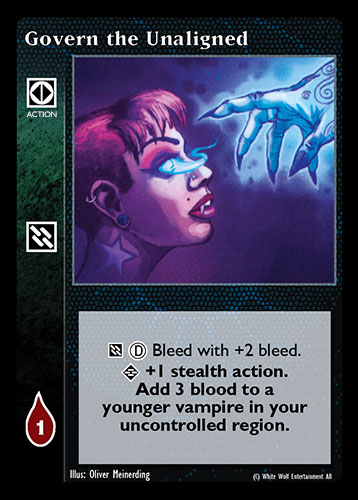 Govern the Unaligned
ACTION
Ⓓ Bleed with +2 bleed.
+1 stealth action.
Add 3 blood to a
younger vampire in your
uncontrolled region.
1
Illus: Oliver Meinerding
(C) White Wolf Entertainment AB